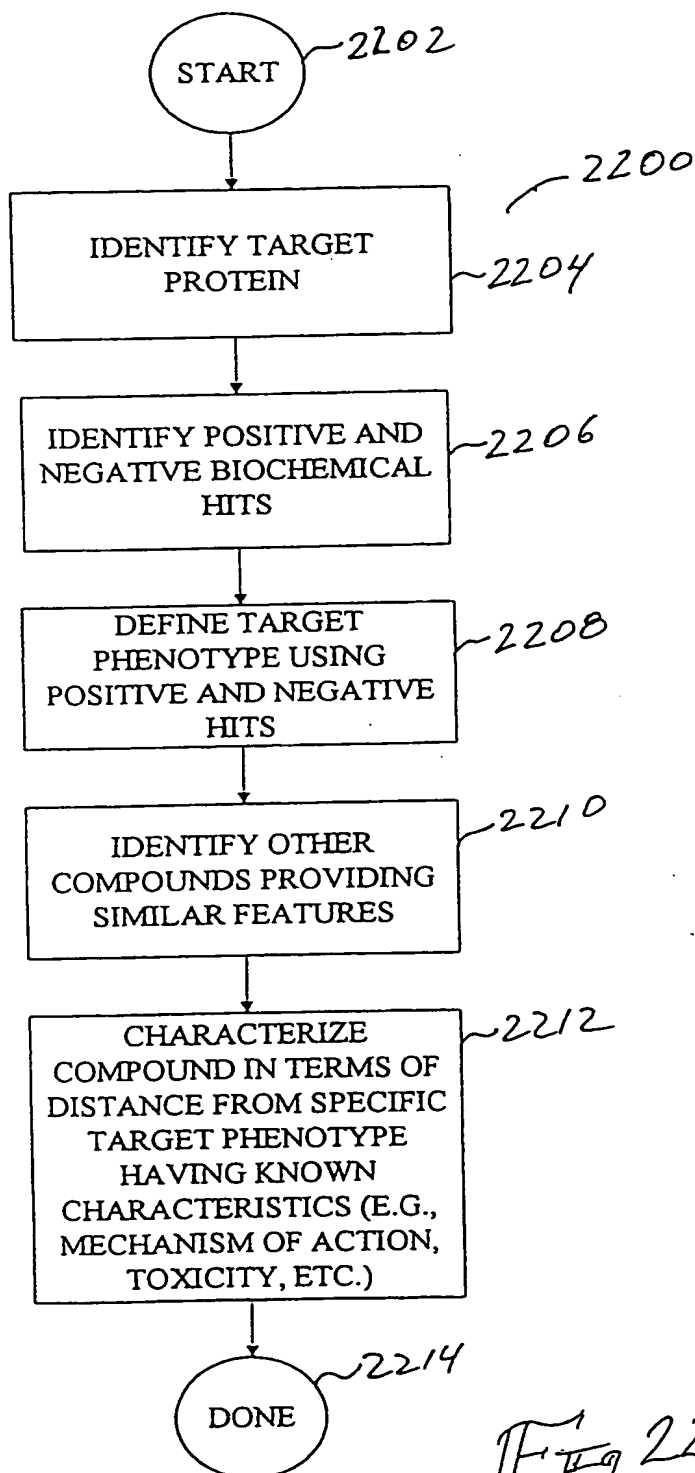 START
2202
2200
IDENTIFY TARGET
PROTEIN
2204
IDENTIFY POSITIVE AND
NEGATIVE BIOCHEMICAL
HITS
2206
DEFINE TARGET
PHENOTYPE USING
POSITIVE AND NEGATIVE
HITS
2208
IDENTIFY OTHER
COMPOUNDS PROVIDING
SIMILAR FEATURES
2210
CHARACTERIZE
COMPOUND IN TERMS OF
DISTANCE FROM SPECIFIC
TARGET PHENOTYPE
HAVING KNOWN
CHARACTERISTICS (E.G.,
MECHANISM OF ACTION,
TOXICITY, ETC.)
2212
DONE
2214
Fig 22